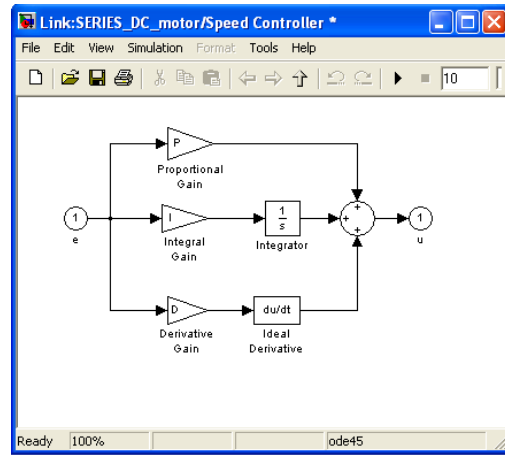 Link:SERIES_DC_motor/Speed Controller *
File Edit View Simulation Format Tools Help
10
P
Proportional
Gain
1
e
I
Integral
Gain
1
s
Integrator
+
+
+
1
u
D
Derivative
Gain
du/dt
Ideal
Derivative
Ready 100% ode45